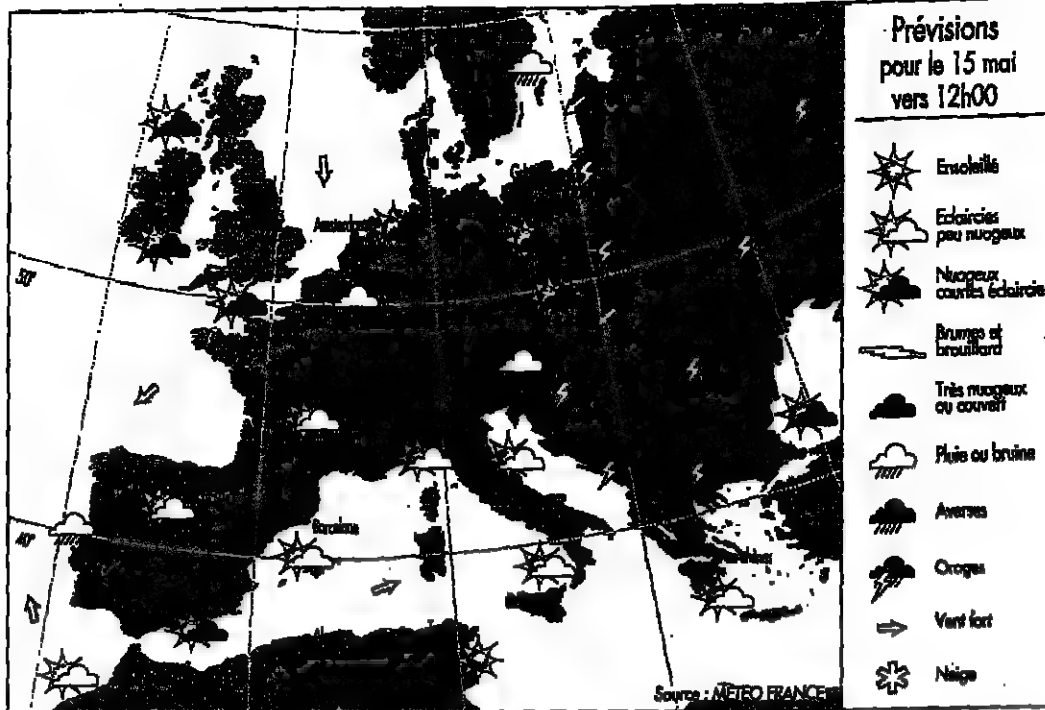 Prévisions
pour le 15 mai
vers 12h00
Ensoleillé
Eclaircies
peu nuageux
Nuageux
courtes éclaircies
Brumes et
brouillard
Très nuageux
ou couvert
Pluie ou bruine
Averses
Orages
Vent fort
Neige
Amsterdam
50°
Barcelone
40°
Source : METEO FRANCE